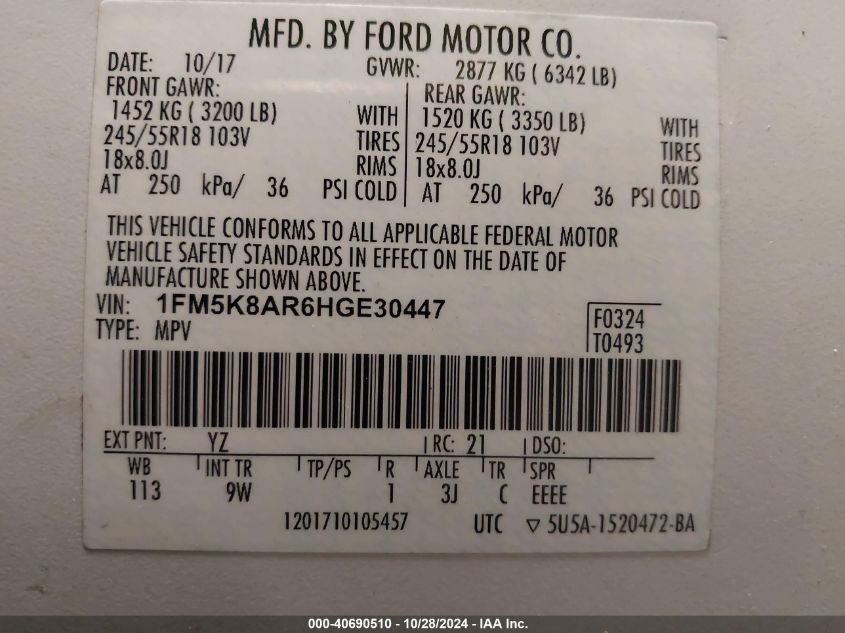 MFD. BY FORD MOTOR CO.
DATE: 10/17 GVWR: 2877 KG ( 6342 LB)
FRONT GAWR: REAR GAWR:
1452 KG ( 3200 LB) WITH 1520 KG ( 3350 LB) WITH
245/55R18 103V TIRES 245/55R18 103V TIRES
18x8.0J RIMS 18x8.0J RIMS
AT 250 kPa/ 36 PSI COLD AT 250 kPa/ 36 PSI COLD
THIS VEHICLE CONFORMS TO ALL APPLICABLE FEDERAL MOTOR
VEHICLE SAFETY STANDARDS IN EFFECT ON THE DATE OF
MANUFACTURE SHOWN ABOVE.
VIN: 1FM5K8AR6HGE30447 F0324
TYPE: MPV T0493
EXT PNT: YZ RC: 21 DSO:
WB INT TR TP/PS R AXLE TR SPR
113 9W 1 3J C EEEE
1201710105457 UTC ▽ 5U5A-1520472-BA
000-40690510 - 10/28/2024 - IAA Inc.